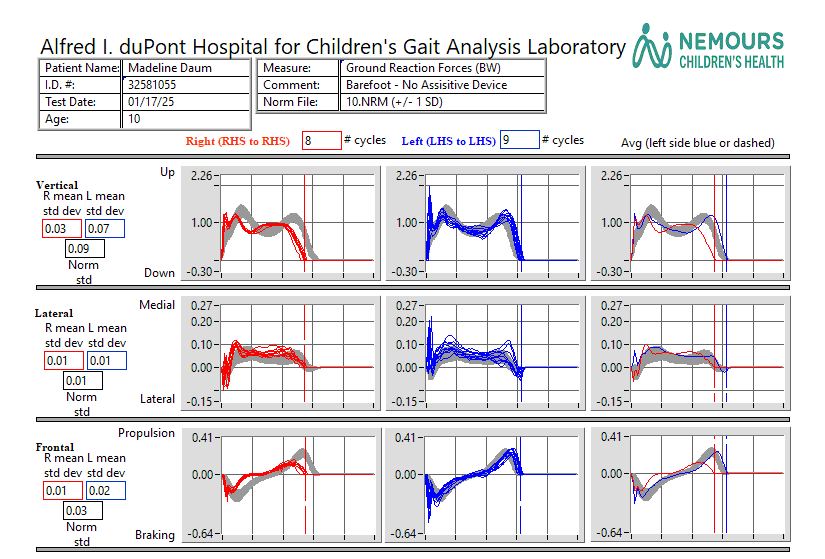 Alfred I. duPont Hospital for Children's Gait Analysis Laboratory
NEMOURS
CHILDREN'S HEALTH
Patient Name: Madeline Daum
I.D. #: 32581055
Test Date: 01/17/25
Age: 10
Measure: Ground Reaction Forces (BW)
Comment: Barefoot - No Assisitive Device
Norm File: 10.NRM (+/- 1 SD)
Right (RHS to RHS) 8 # cycles Left (LHS to LHS) 9 # cycles Avg (left side blue or dashed)
Vertical
R mean L mean
std dev std dev
0.03 0.07
0.09
Norm
std
Up
Down
2.26
1.00
-0.30
2.26
1.00
-0.30
2.26
1.00
-0.30
Lateral
R mean L mean
std dev std dev
0.01 0.01
0.01
Norm
std
Medial
Lateral
0.27
0.20
0.10
0.00
-0.15
0.27
0.20
0.10
0.00
-0.15
0.27
0.20
0.10
0.00
-0.15
Frontal
R mean L mean
std dev std dev
0.01 0.02
0.03
Norm
std
Propulsion
Braking
0.41
0.00
-0.64
0.41
0.00
-0.64
0.41
0.00
-0.64